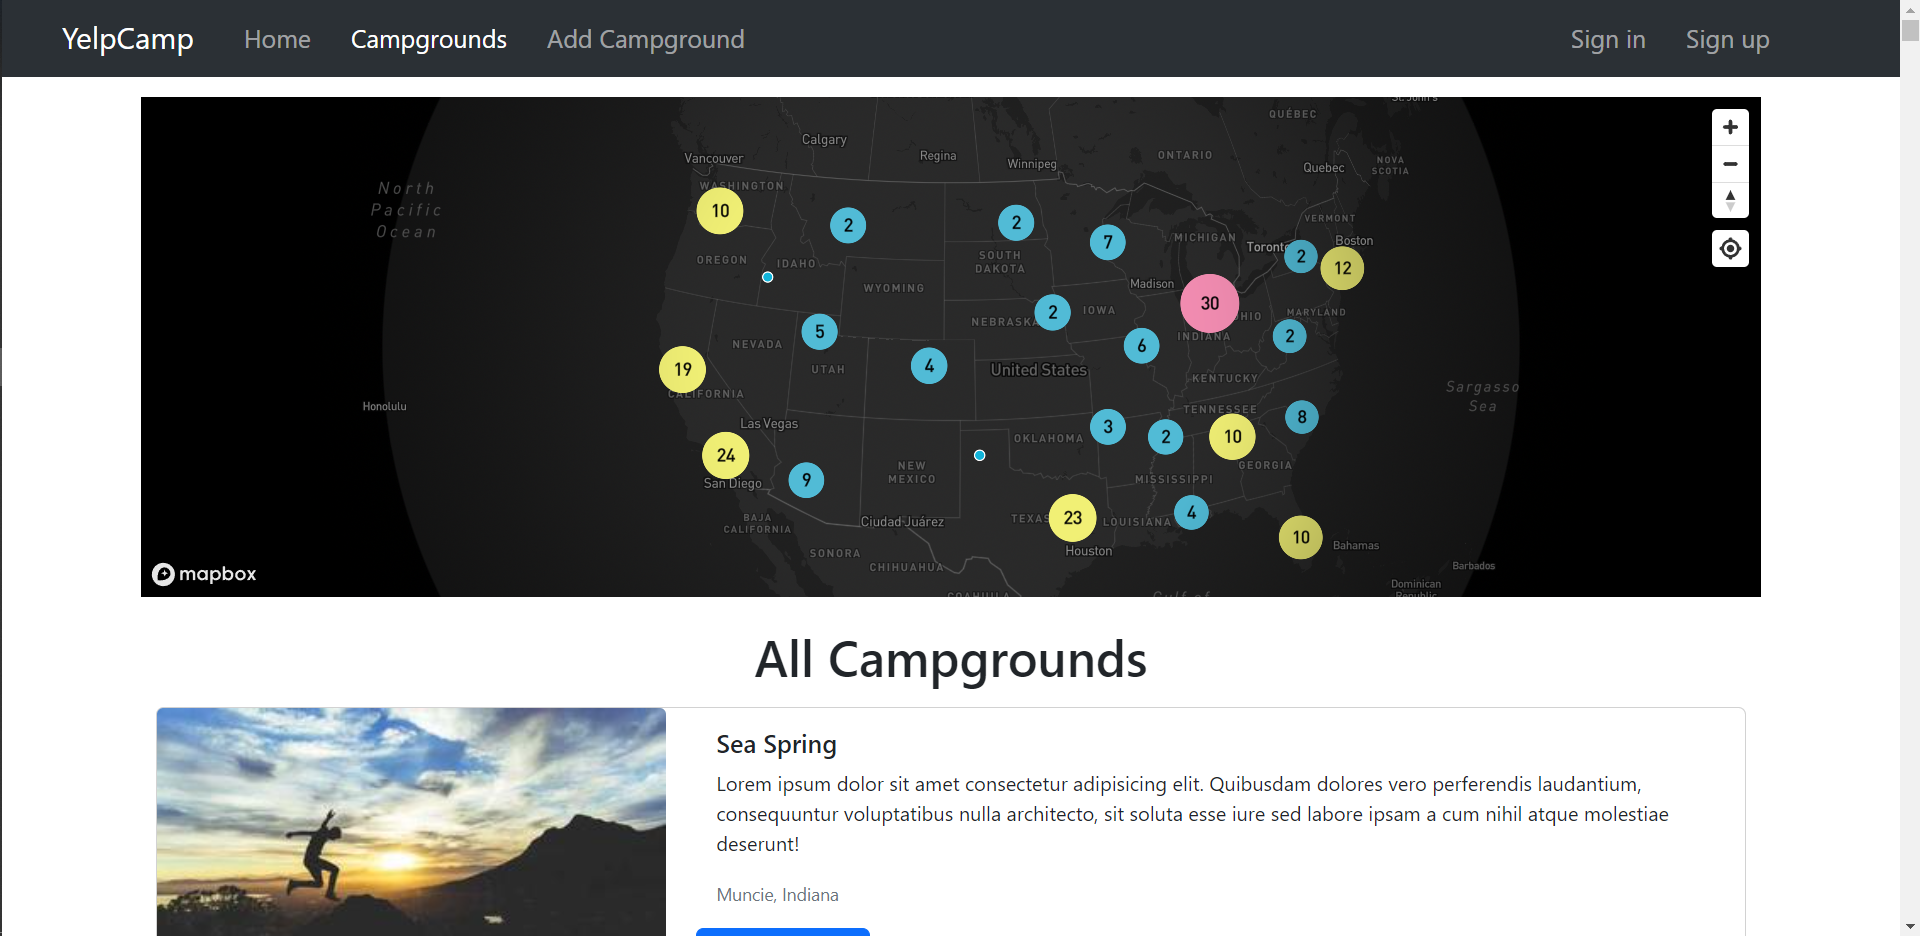 YelpCamp Home Campgrounds Add Campground Sign in Sign up
St. John's
QUÉBEC
Calgary
Vancouver Regina Winnipeg ONTARIO Quebec NOVA SCOTIA
North Pacific Ocean
WASHINGTON
10 2 2 7 MICHIGAN VERMONT
Toronto 2 Boston 12
OREGON IDAHO SOUTH DAKOTA
WYOMING Madison 30 OHIO MARYLAND
NEBRASKA 2 IOWA
5 NEVADA 6 INDIANA 2
19 UTAH 4 United States KENTUCKY
CALIFORNIA Sargasso Sea
Honolulu
Las Vegas TENNESSEE 8
3 2 10
OKLAHOMA
24 NEW MEXICO GEORGIA
San Diego 9 MISSISSIPPI
BAJA CALIFORNIA Ciudad Juárez TEXAS 23 LOUISIANA 4
Houston 10 Bahamas
SONORA
CHIHUAHUA Barbados
mapbox
COAHUILA Gulf of Dominican Republic
All Campgrounds
Sea Spring
Lorem ipsum dolor sit amet consectetur adipisicing elit. Quibusdam dolores vero perferendis laudantium,
consequuntur voluptatibus nulla architecto, sit soluta esse iure sed labore ipsam a cum nihil atque molestiae
deserunt!
Muncie, Indiana